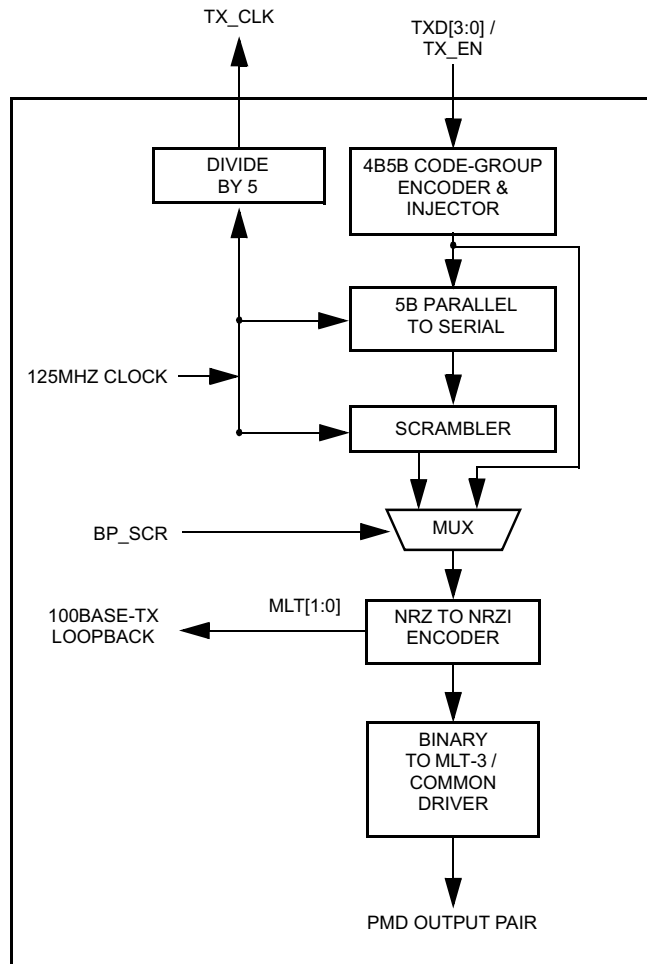 TX_CLK
TXD[3:0] /
TX_EN
DIVIDE
BY 5
4B5B CODE-GROUP
ENCODER &
INJECTOR
5B PARALLEL
TO SERIAL
125MHZ CLOCK
SCRAMBLER
BP_SCR
MUX
100BASE-TX
LOOPBACK
MLT[1:0]
NRZ TO NRZI
ENCODER
BINARY
TO MLT-3 /
COMMON
DRIVER
PMD OUTPUT PAIR